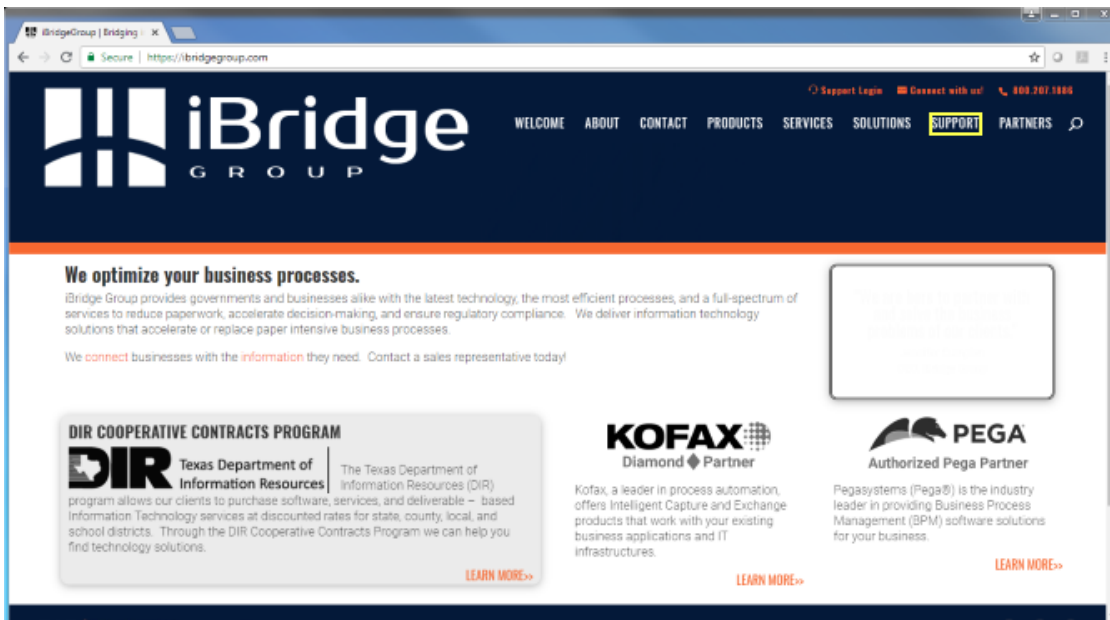 iBridgeGroup | Bridging
Secure | https://ibridgegroup.com
Support Login Connect with us! 800.207.1886
iBridge
GROUP
WELCOME ABOUT CONTACT PRODUCTS SERVICES SOLUTIONS SUPPORT PARTNERS
We optimize your business processes.
iBridge Group provides governments and businesses alike with the latest technology, the most efficient processes, and a full-spectrum of
services to reduce paperwork, accelerate decision-making, and ensure regulatory compliance. We deliver information technology
solutions that accelerate or replace paper intensive business processes.
We connect businesses with the information they need. Contact a sales representative today!
DIR COOPERATIVE CONTRACTS PROGRAM
DIR Texas Department of
Information Resources
The Texas Department of
Information Resources (DIR)
program allows our clients to purchase software, services, and deliverable – based
Information Technology services at discounted rates for state, county, local, and
school districts. Through the DIR Cooperative Contracts Program we can help you
find technology solutions.
LEARN MORE>>
KOFAX
Diamond Partner
Kofax, a leader in process automation,
offers Intelligent Capture and Exchange
products that work with your existing
business applications and IT
infrastructures.
LEARN MORE>>
PEGA
Authorized Pega Partner
Pegasystems (Pega®) is the industry
leader in providing Business Process
Management (BPM) software solutions
for your business.
LEARN MORE>>